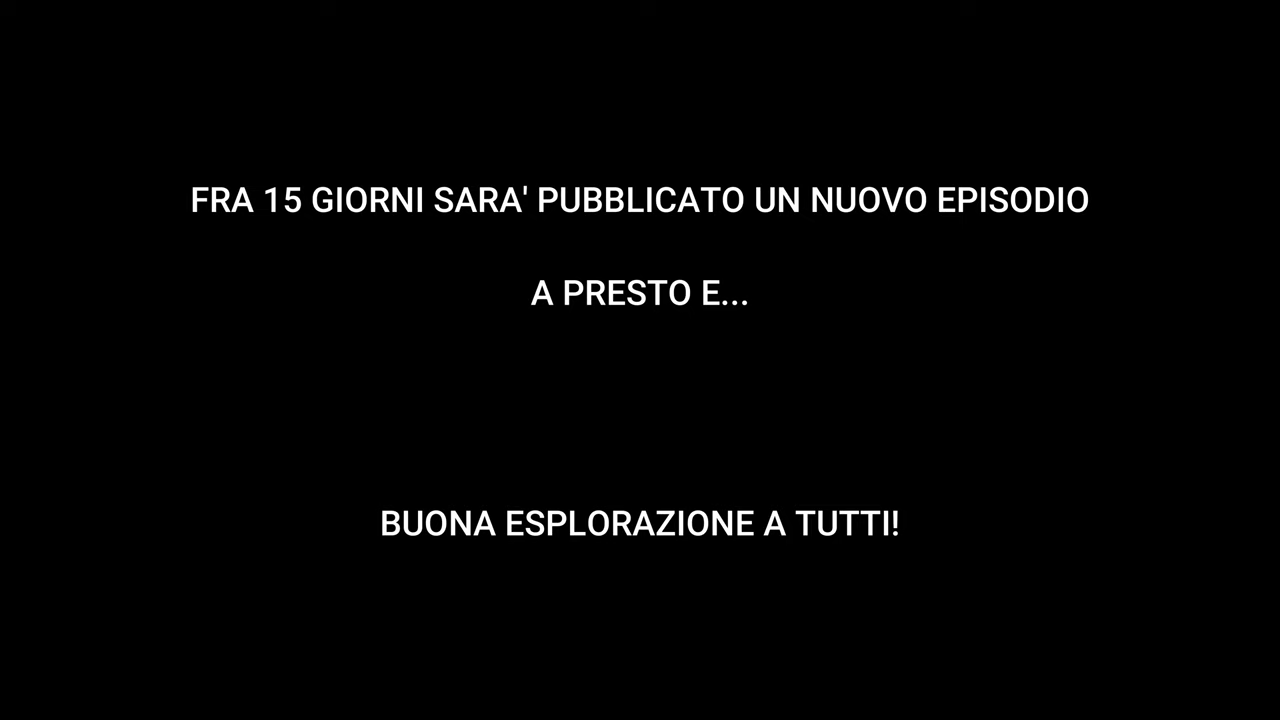 FRA 15 GIORNI SARA' PUBBLICATO UN NUOVO EPISODIO
A PRESTO E...
BUONA ESPLORAZIONE A TUTTI!